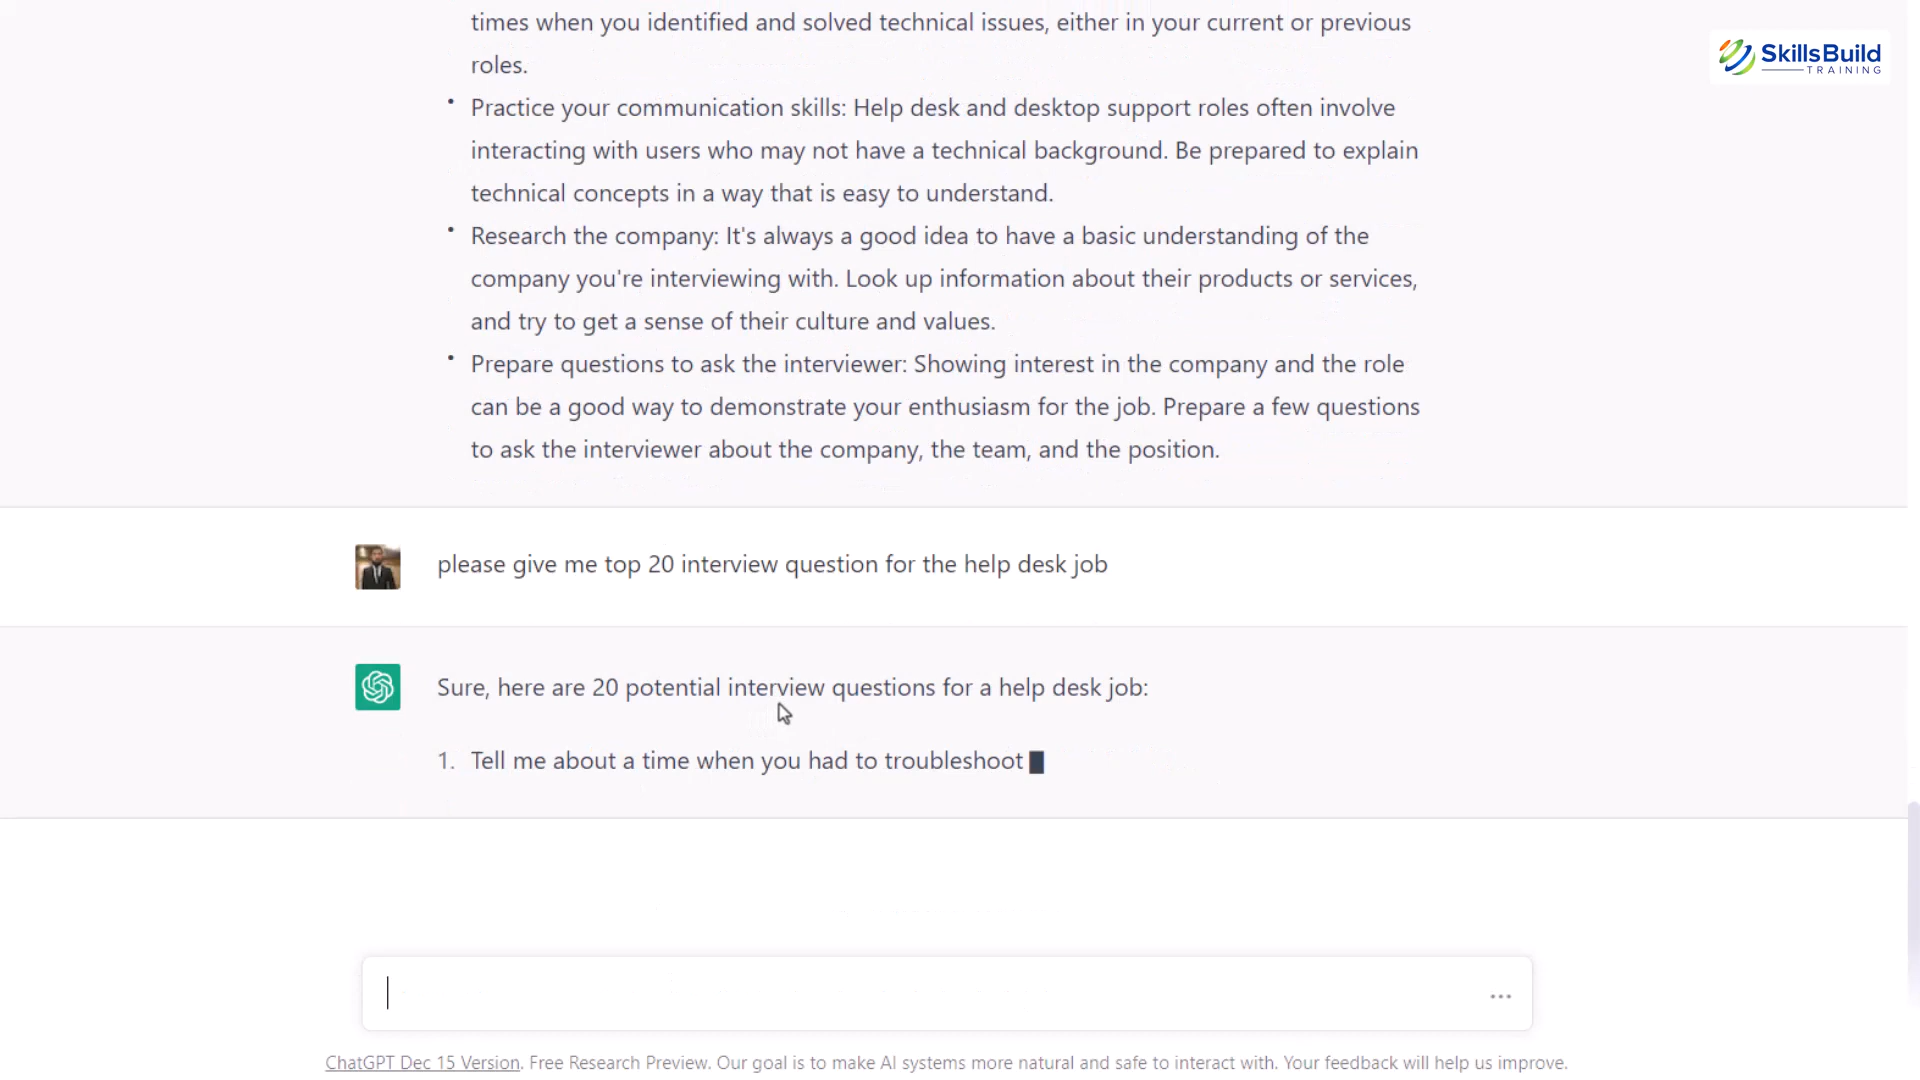 times when you identified and solved technical issues, either in your current or previous
roles.
SkillsBuild
TRAINING
• Practice your communication skills: Help desk and desktop support roles often involve
interacting with users who may not have a technical background. Be prepared to explain
technical concepts in a way that is easy to understand.
• Research the company: It's always a good idea to have a basic understanding of the
company you're interviewing with. Look up information about their products or services,
and try to get a sense of their culture and values.
• Prepare questions to ask the interviewer: Showing interest in the company and the role
can be a good way to demonstrate your enthusiasm for the job. Prepare a few questions
to ask the interviewer about the company, the team, and the position.
please give me top 20 interview question for the help desk job
Sure, here are 20 potential interview questions for a help desk job:
1. Tell me about a time when you had to troubleshoot
ChatGPT Dec 15 Version. Free Research Preview. Our goal is to make AI systems more natural and safe to interact with. Your feedback will help us improve.